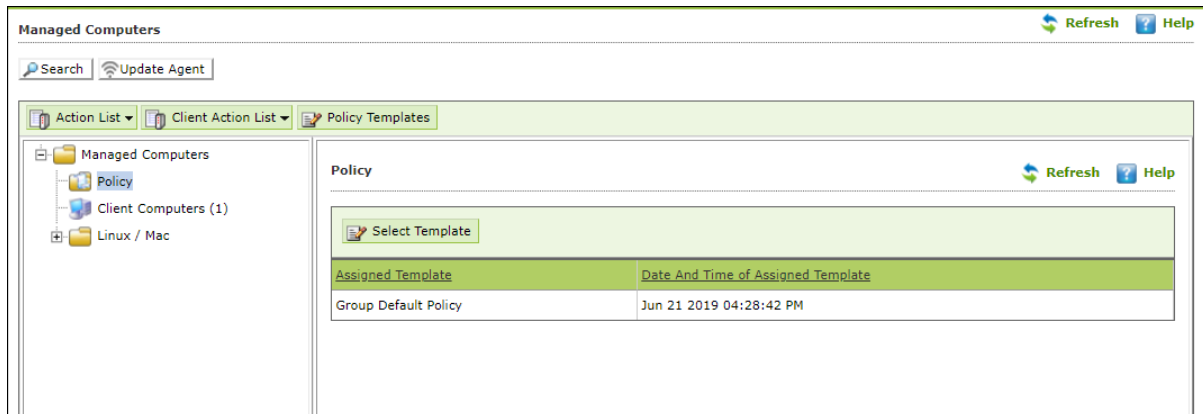 Managed Computers
Refresh Help
Search Update Agent
Action List Client Action List Policy Templates
Managed Computers
Policy
Client Computers (1)
Linux / Mac
Policy
Refresh Help
Select Template
Assigned Template Date And Time of Assigned Template
Group Default Policy Jun 21 2019 04:28:42 PM